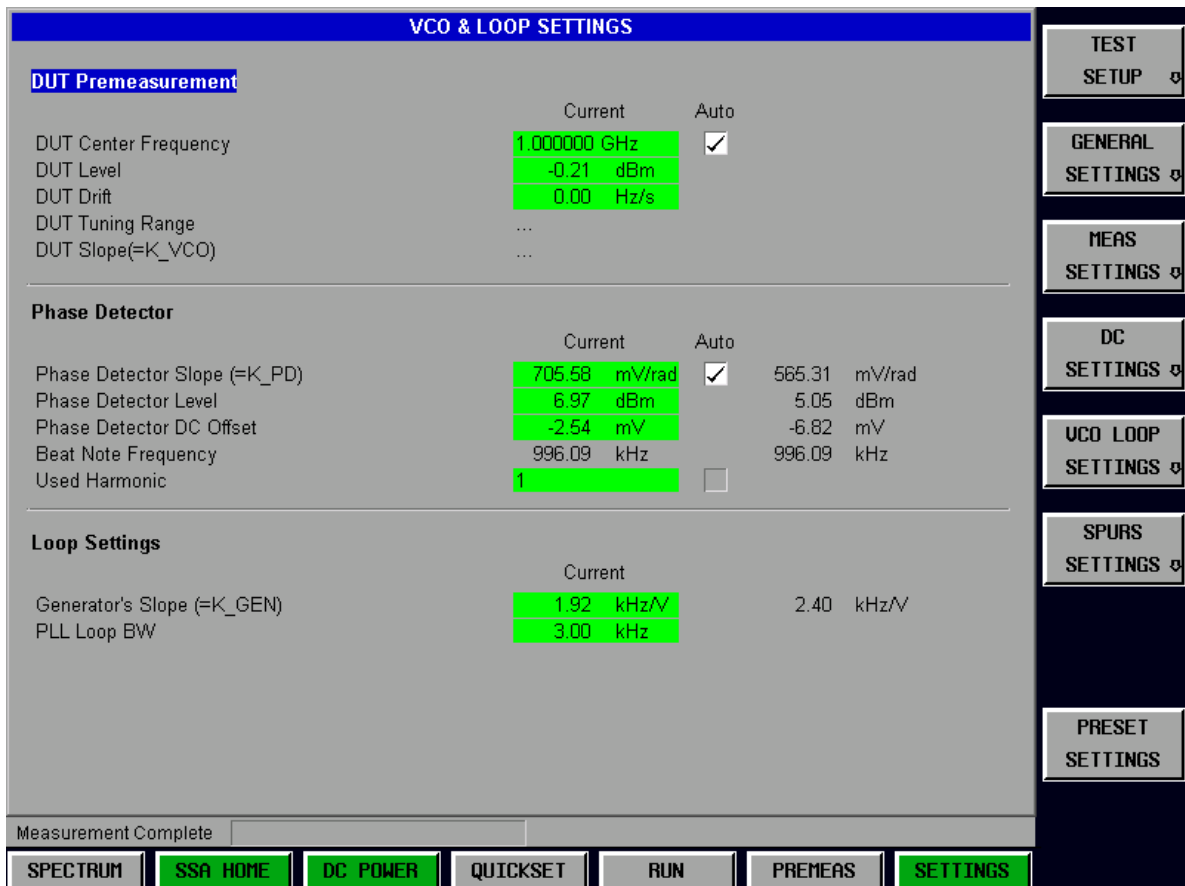 VCO & LOOP SETTINGS
DUT Premeasurement
Current Auto
DUT Center Frequency 1.000000 GHz
DUT Level -0.21 dBm
DUT Drift 0.00 Hz/s
DUT Tuning Range ...
DUT Slope(=K_VCO) ...
Phase Detector
Current Auto
Phase Detector Slope (=K_PD) 705.58 mV/rad 565.31 mV/rad
Phase Detector Level 6.97 dBm 5.05 dBm
Phase Detector DC Offset -2.54 mV -6.82 mV
Beat Note Frequency 996.09 kHz 996.09 kHz
Used Harmonic 1
Loop Settings
Current
Generator's Slope (=K_GEN) 1.92 kHz/V 2.40 kHz/V
PLL Loop BW 3.00 kHz
Measurement Complete
SPECTRUM SSA HOME DC POWER QUICKSET RUN PREMEAS SETTINGS
TEST
SETUP
GENERAL
SETTINGS
MEAS
SETTINGS
DC
SETTINGS
VCO LOOP
SETTINGS
SPURS
SETTINGS
PRESET
SETTINGS